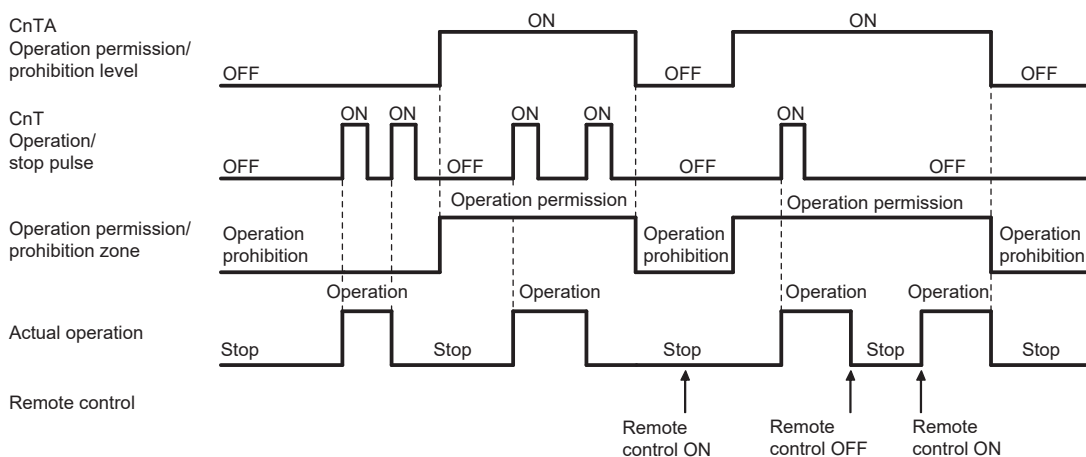 CnTA
Operation permission/
prohibition level
OFF
ON
OFF
ON
OFF
CnT
Operation/
stop pulse
OFF
ON
ON
OFF
ON
ON
OFF
ON
OFF
Operation permission/
prohibition zone
Operation
prohibition
Operation permission
Operation
prohibition
Operation permission
Operation
prohibition
Actual operation
Stop
Operation
Stop
Operation
Stop
Operation
Stop
Operation
Stop
Remote control
Remote
control ON
Remote
control OFF
Remote
control ON